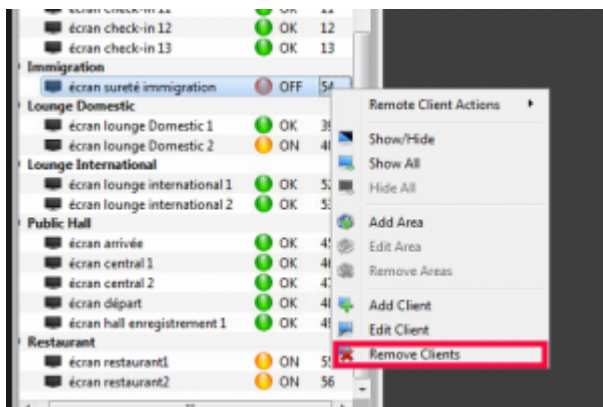 écran check-in 12 OK 12
écran check-in 13 OK 13
Immigration
écran sureté immigration OFF 54
Lounge Domestic
écran lounge Domestic 1 OK
écran lounge Domestic 2 ON
Lounge International
écran lounge international 1 OK
écran lounge international 2 OK
Public Hall
écran arrivée OK
écran central 1 OK
écran central 2 OK
écran départ OK
écran hall enregistrement 1 OK
Restaurant
écran restaurant1 ON
écran restaurant2 ON 56
Remote Client Actions
Show/Hide
Show All
Hide All
Add Area
Edit Area
Remove Areas
Add Client
Edit Client
Remove Clients